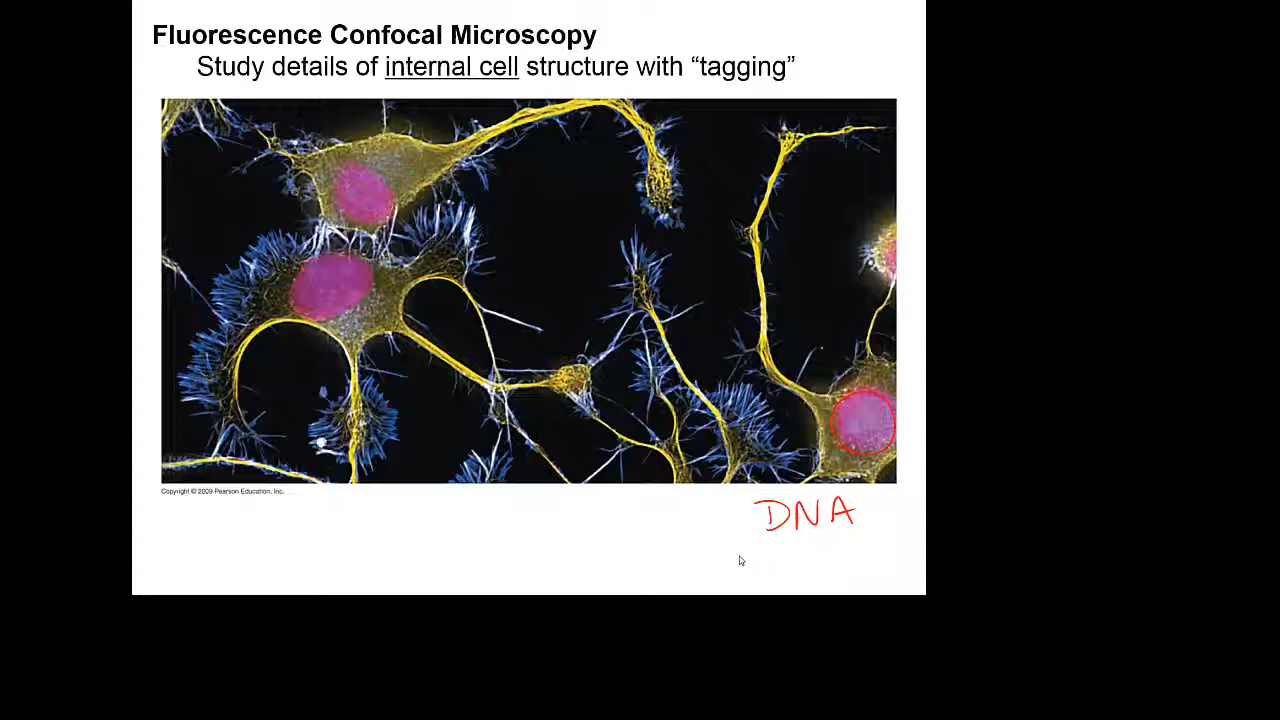 Fluorescence Confocal Microscopy
Study details of internal cell structure with “tagging”
Copyright © 2009 Pearson Education, Inc.
DNA